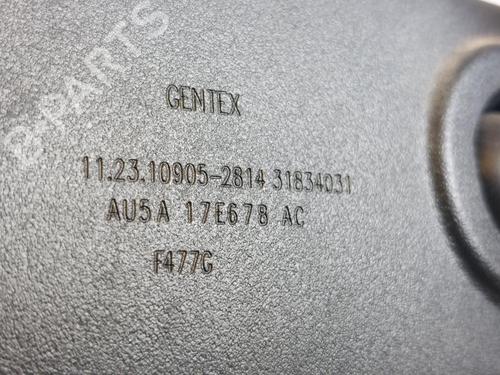 GENTEX
11.23.10905-2814 31834031
AU5A 17E678 AC
F477G
B-PARTS